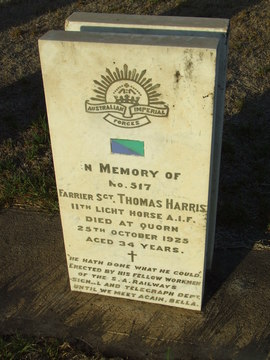 AUSTRALIAN IMPERIAL
FORCES
IN MEMORY OF
NO. 517
FARRIER SGT. THOMAS HARRIS
11TH LIGHT HORSE A.I.F.
DIED AT QUORN
25TH OCTOBER 1925
AGED 34 YEARS.
HE HATH DONE WHAT HE COULD.
ERECTED BY HIS FELLOW WORKMEN
OF THE S.A. RAILWAYS
SIGNAL AND TELEGRAPH DEPT.
UNTIL WE MEET AGAIN. BELLA.